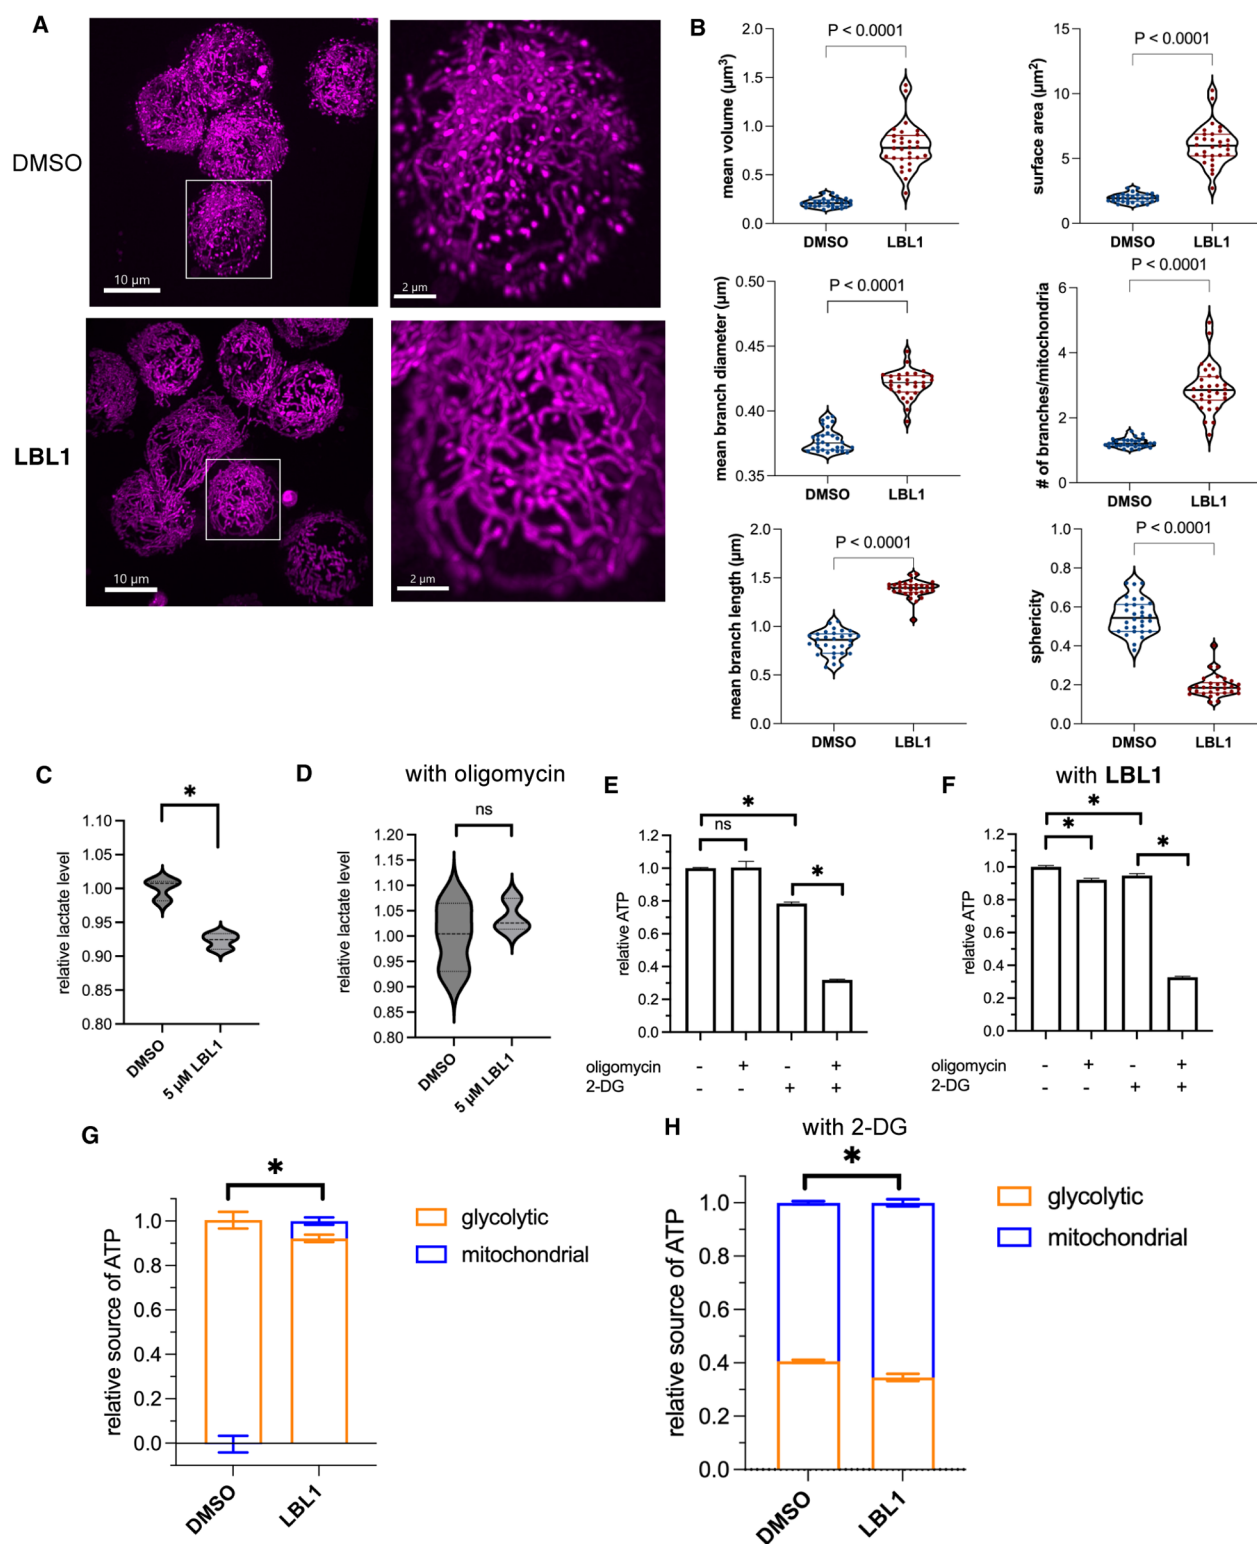 A
DMSO
10 µm
2 µm
LBL1
10 µm
2 µm
B
P < 0.0001
mean volume (µm³)
2.0
1.5
1.0
0.5
0.0
DMSO LBL1
P < 0.0001
surface area (µm²)
15
10
5
0
DMSO LBL1
P < 0.0001
mean branch diameter (µm)
0.50
0.45
0.40
0.35
DMSO LBL1
P < 0.0001
# of branches/mitochondria
6
4
2
0
DMSO LBL1
P < 0.0001
mean branch length (µm)
2.0
1.5
1.0
0.5
0.0
DMSO LBL1
P < 0.0001
sphericity
1.0
0.8
0.6
0.4
0.2
0.0
DMSO LBL1
C
*
relative lactate level
1.10
1.05
1.00
0.95
0.90
0.85
0.80
DMSO
5 µM LBL1
D
with oligomycin
ns
relative lactate level
1.20
1.15
1.10
1.05
1.00
0.95
0.90
0.85
0.80
DMSO
5 µM LBL1
E
*
ns
*
relative ATP
1.2
1.0
0.8
0.6
0.4
0.2
0.0
oligomycin - + - +
2-DG - - + +
F
with LBL1
*
*
*
relative ATP
1.2
1.0
0.8
0.6
0.4
0.2
0.0
oligomycin - + - +
2-DG - - + +
G
*
relative source of ATP
1.0
0.8
0.6
0.4
0.2
0.0
DMSO
LBL1
glycolytic
mitochondrial
H
with 2-DG
*
relative source of ATP
1.0
0.8
0.6
0.4
0.2
0.0
DMSO
LBL1
glycolytic
mitochondrial